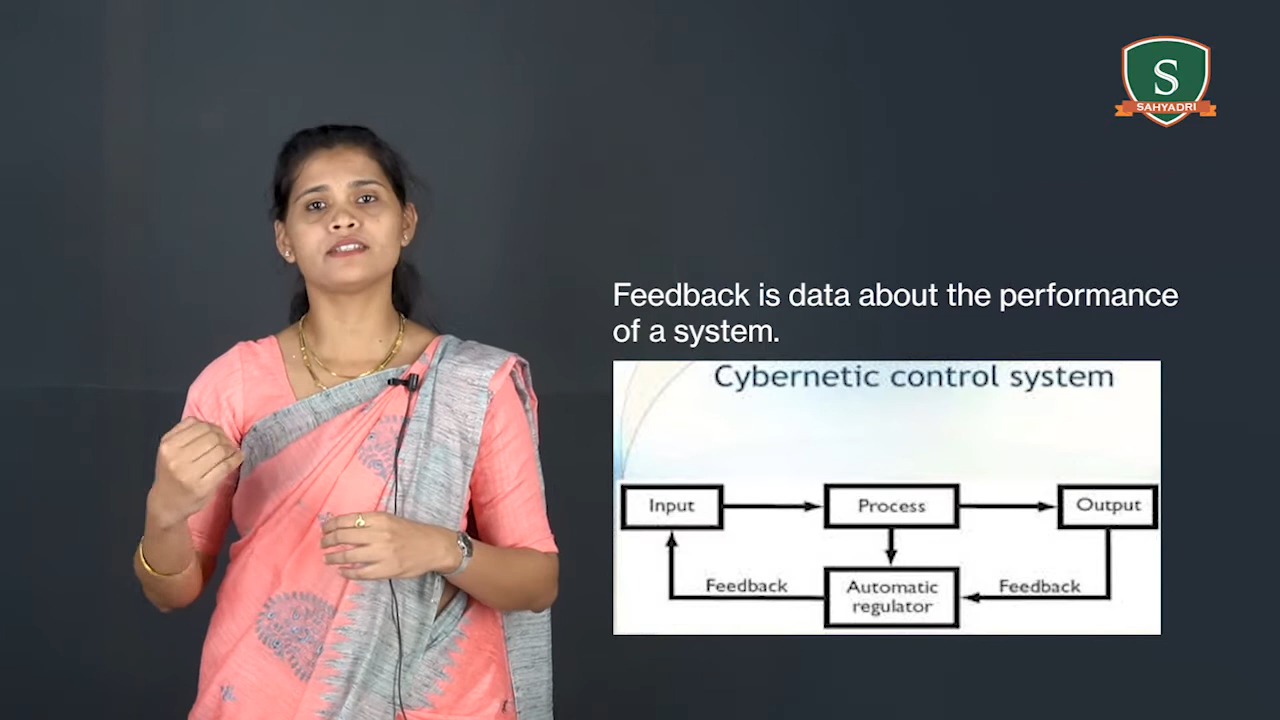 S
SAHYADRI
Feedback is data about the performance
of a system.
Cybernetic control system
Input
Process
Output
Feedback
Automatic
regulator
Feedback